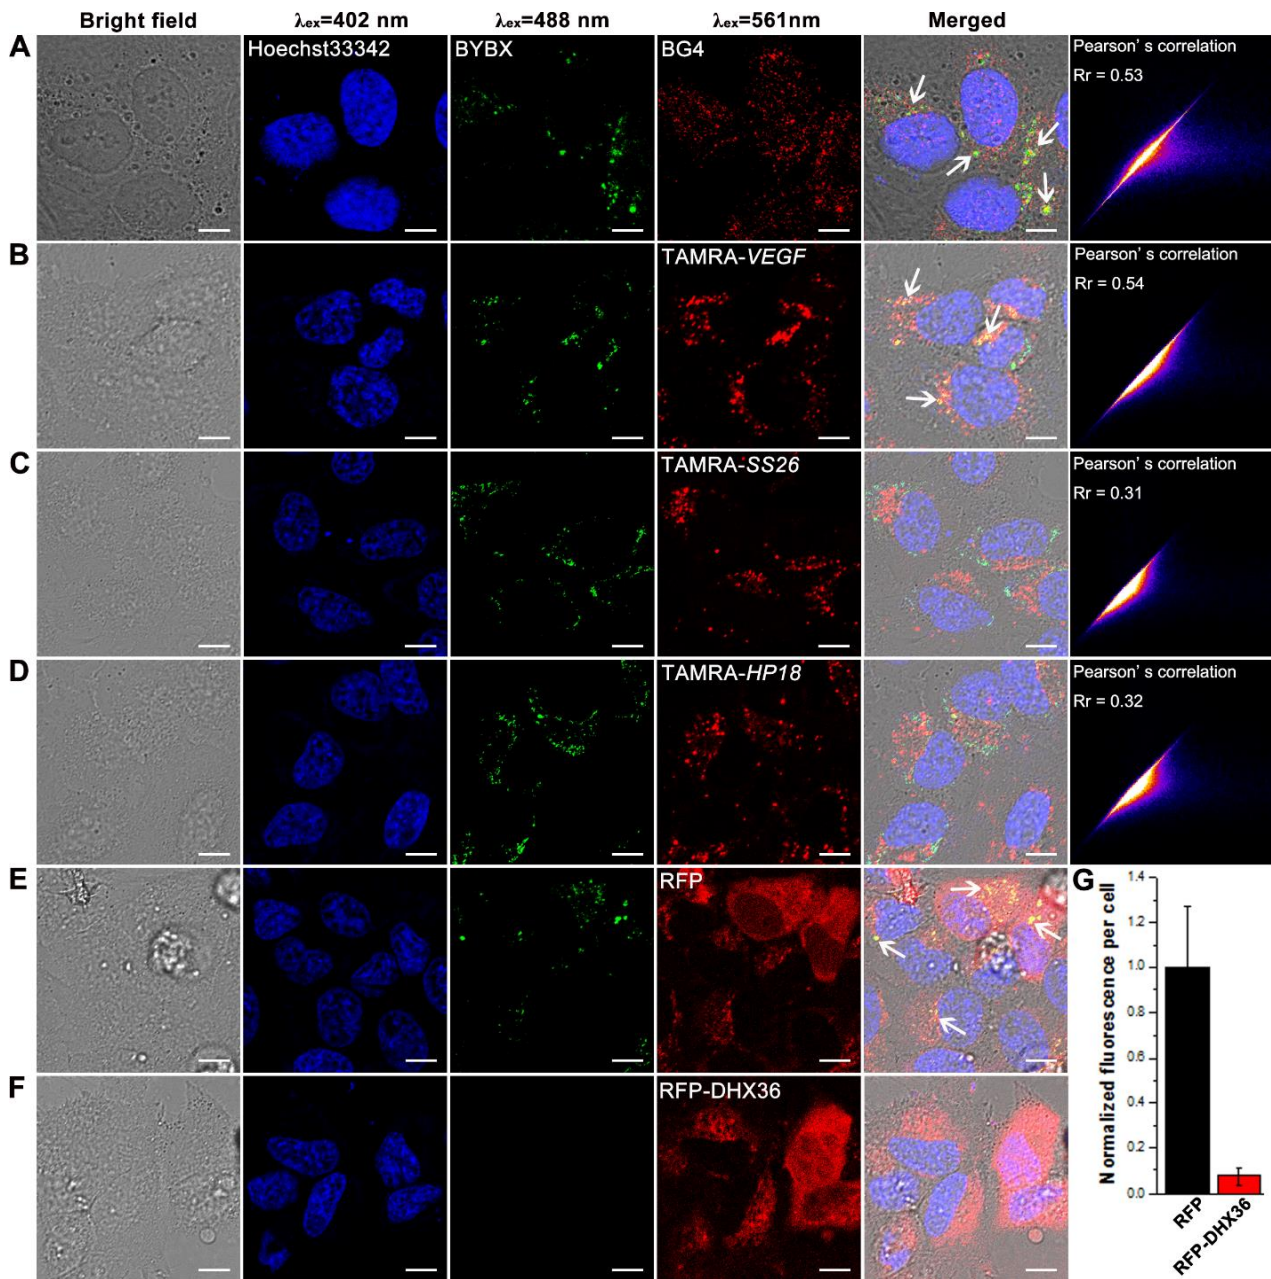 Bright field
λex=402 nm
λex=488 nm
λex=561nm
Merged
A
Hoechst33342
BYBX
BG4
Pearson’ s correlation
Rr = 0.53
B
TAMRA-VEGF
Pearson’ s correlation
Rr = 0.54
C
TAMRA-SS26
Pearson’ s correlation
Rr = 0.31
D
TAMRA-HP18
Pearson’ s correlation
Rr = 0.32
E
RFP
F
RFP-DHX36
G
Normalized fluorescence per cell
1.4
1.2
1.0
0.8
0.6
0.4
0.2
0.0
RFP
RFP-DHX36